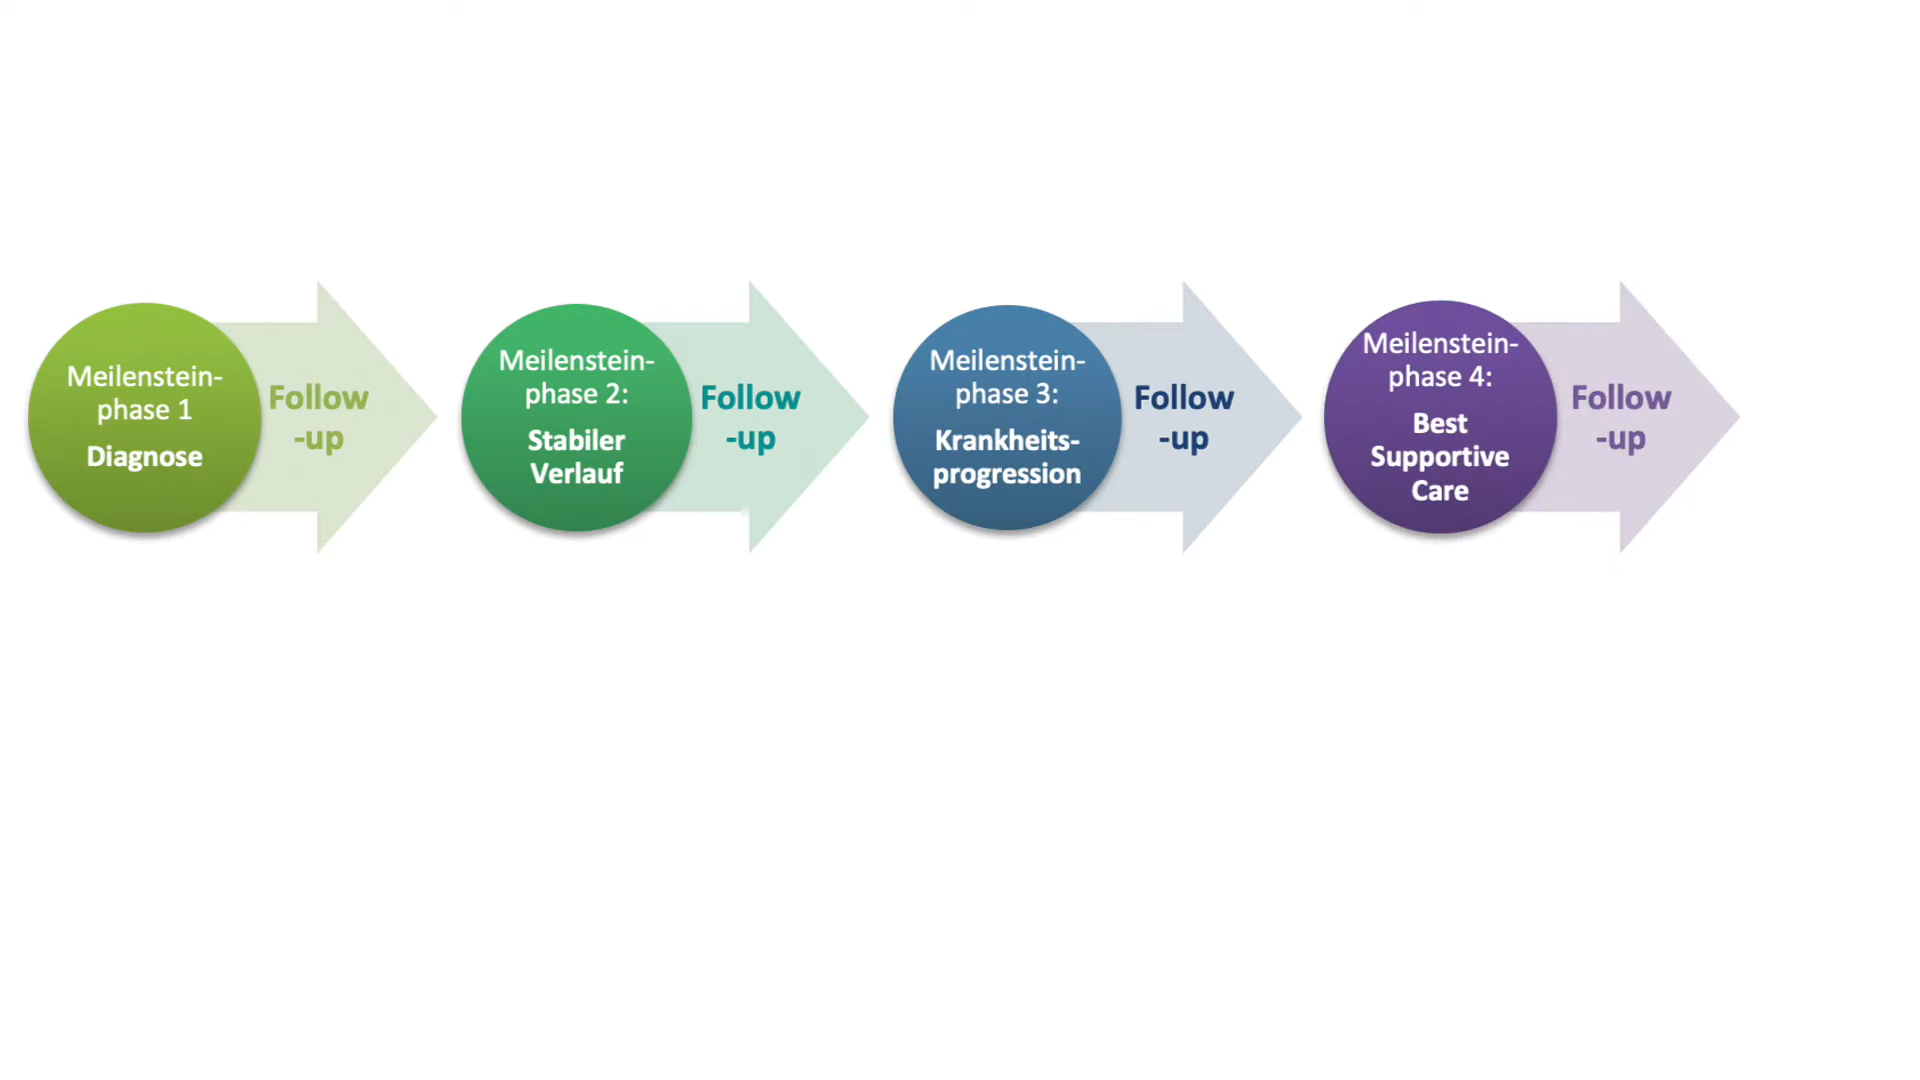 Meilenstein-
phase 1
Diagnose
Follow
-up
Meilenstein-
phase 2:
Stabiler
Verlauf
Follow
-up
Meilenstein-
phase 3:
Krankheits-
progression
Follow
-up
Meilenstein-
phase 4:
Best
Supportive
Care
Follow
-up